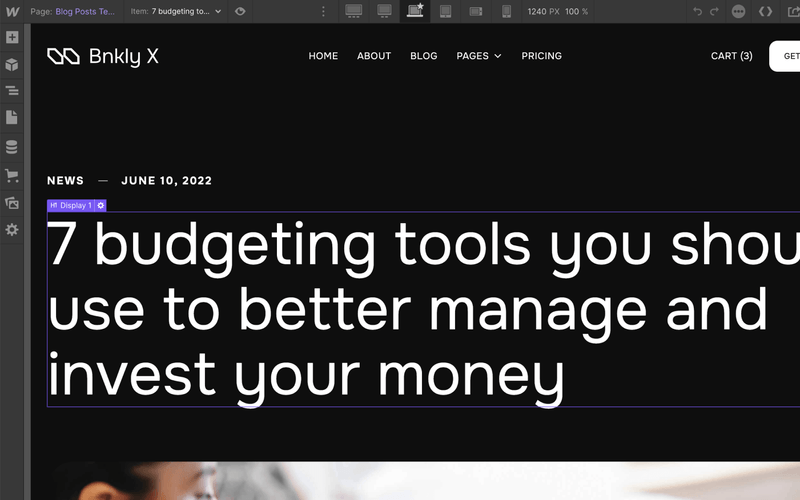 Page: Blog Posts Te... Item: 7 budgeting to... 1240 PX 100 %
Bnkly X HOME ABOUT BLOG PAGES PRICING CART (3) GET
NEWS — JUNE 10, 2022
H1 Display 1
7 budgeting tools you shou
use to better manage and
invest your money